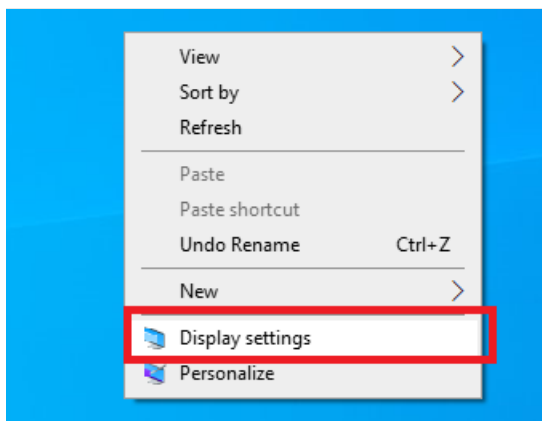 View
Sort by
Refresh
Paste
Paste shortcut
Undo Rename Ctrl+Z
New
Display settings
Personalize